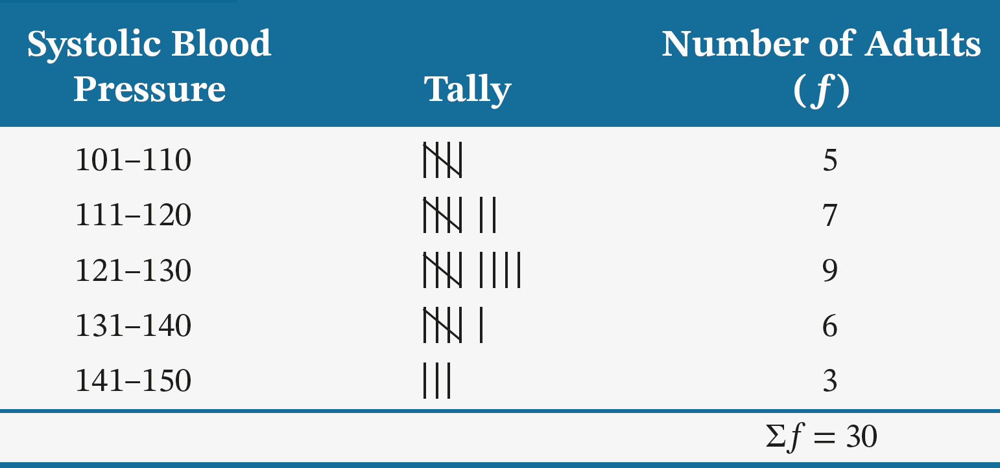 Systolic Blood
Pressure
Tally
Number of Adults
(f)
101–110 5
111–120 7
121–130 9
131–140 6
141–150 3
Σf = 30